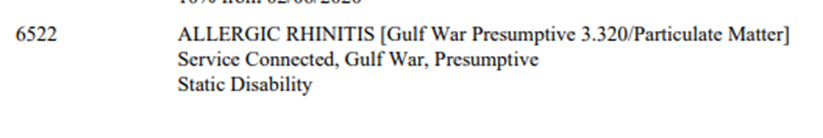 6522 ALLERGIC RHINITIS [Gulf War Presumptive 3.320/Particulate Matter]
Service Connected, Gulf War, Presumptive
Static Disability